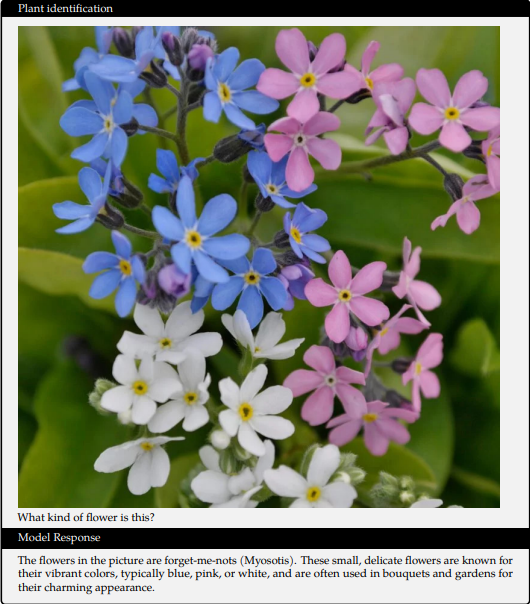 Plant identification
What kind of flower is this?
Model Response
The flowers in the picture are forget-me-nots (Myosotis). These small, delicate flowers are known for
their vibrant colors, typically blue, pink, or white, and are often used in bouquets and gardens for
their charming appearance.